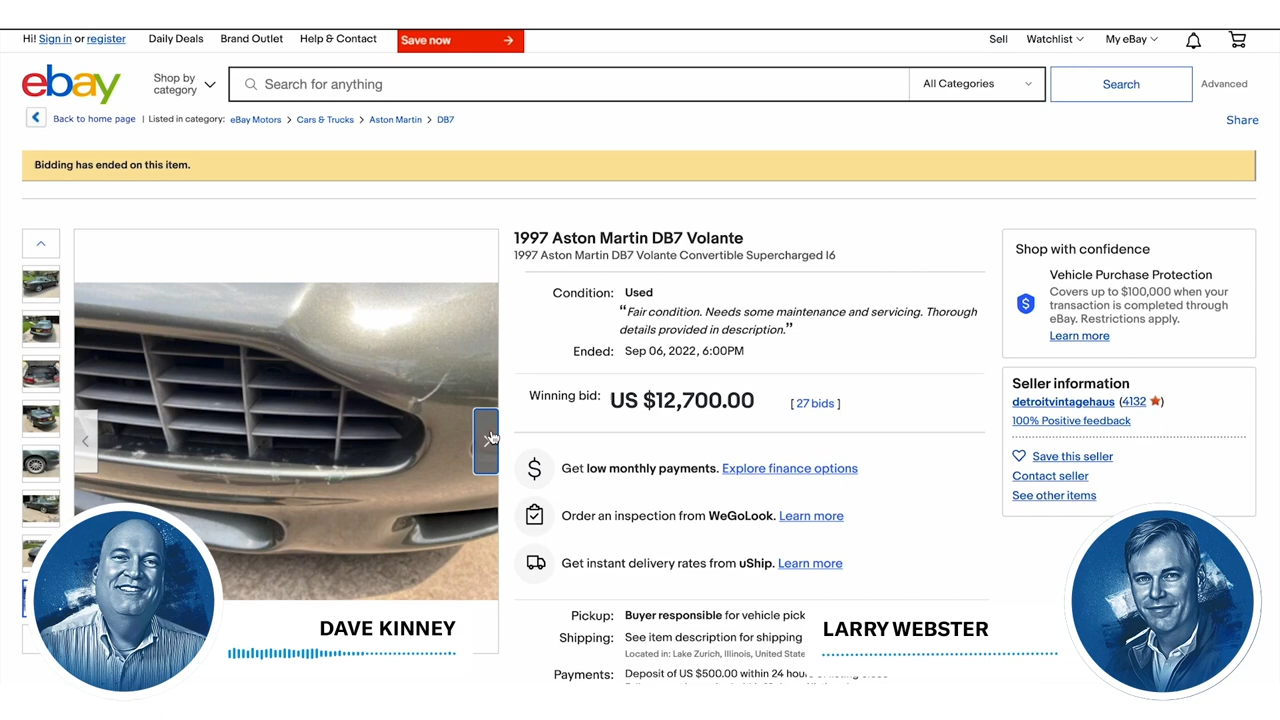 Hi! Sign in or register
Daily Deals
Brand Outlet
Help & Contact
Save now
Sell
Watchlist
My eBay
ebay
Shop by category
Search for anything
All Categories
Search
Advanced
Back to home page | Listed in category: eBay Motors > Cars & Trucks > Aston Martin > DB7
Share
Bidding has ended on this item.
1997 Aston Martin DB7 Volante
1997 Aston Martin DB7 Volante Convertible Supercharged I6
Condition: Used
“Fair condition. Needs some maintenance and servicing. Thorough
details provided in description.”
Ended: Sep 06, 2022, 6:00PM
Winning bid: US $12,700.00 [ 27 bids ]
Get low monthly payments. Explore finance options
Order an inspection from WeGoLook. Learn more
Get instant delivery rates from uShip. Learn more
Pickup: Buyer responsible for vehicle pick
Shipping: See item description for shipping
Located in: Lake Zurich, Illinois, United State
Payments: Deposit of US $500.00 within 24
Shop with confidence
Vehicle Purchase Protection
Covers up to $100,000 when your
transaction is completed through
eBay. Restrictions apply.
Learn more
Seller information
detroitvintagehaus (4132)
100% Positive feedback
Save this seller
Contact seller
See other items
DAVE KINNEY
LARRY WEBSTER